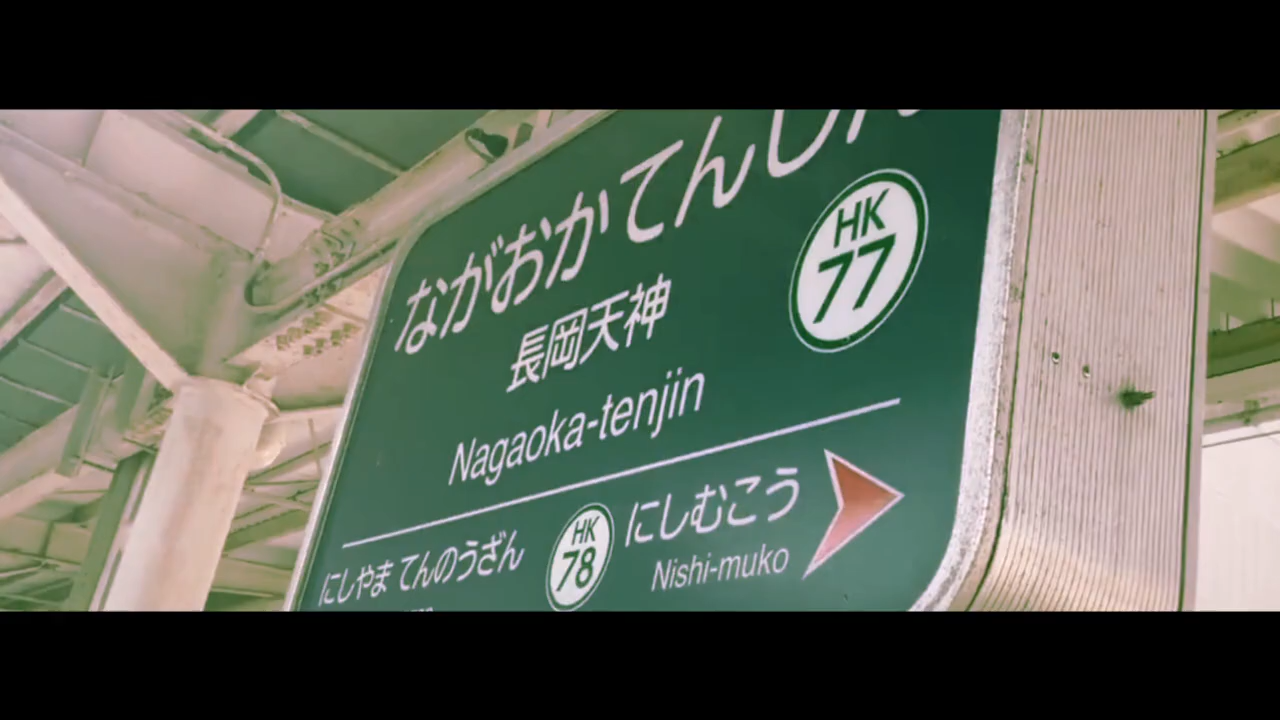 ながおかてんじん
HK
77
長岡天神
Nagaoka-tenjin
にしやまてんのうざん
HK
78
にしむこう
Nishi-muko